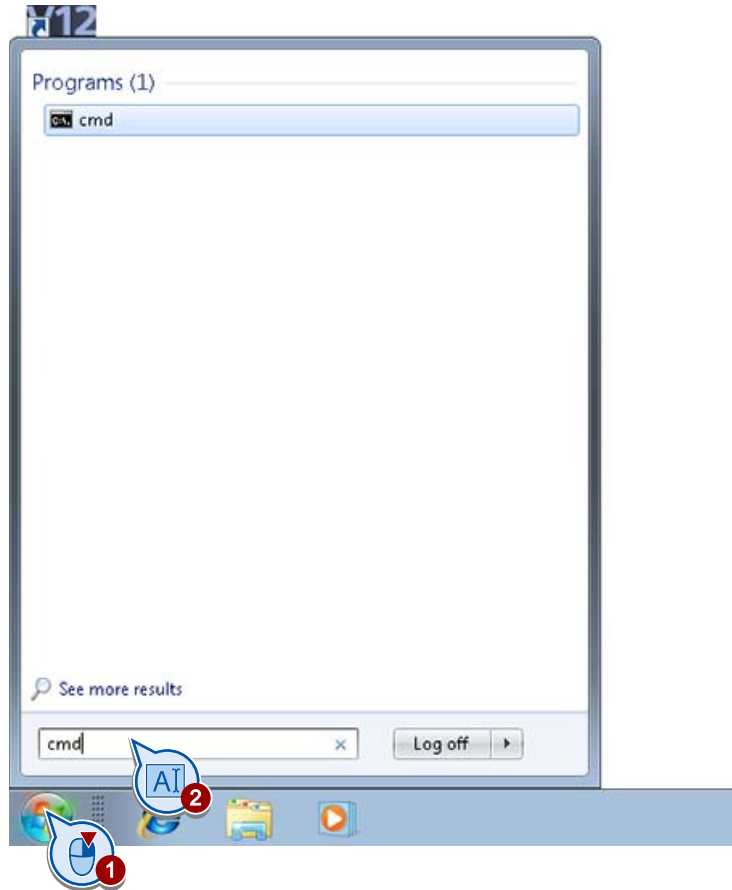 V12
Programs (1)
C:\.
cmd
See more results
cmd
Log off
AI
2
1